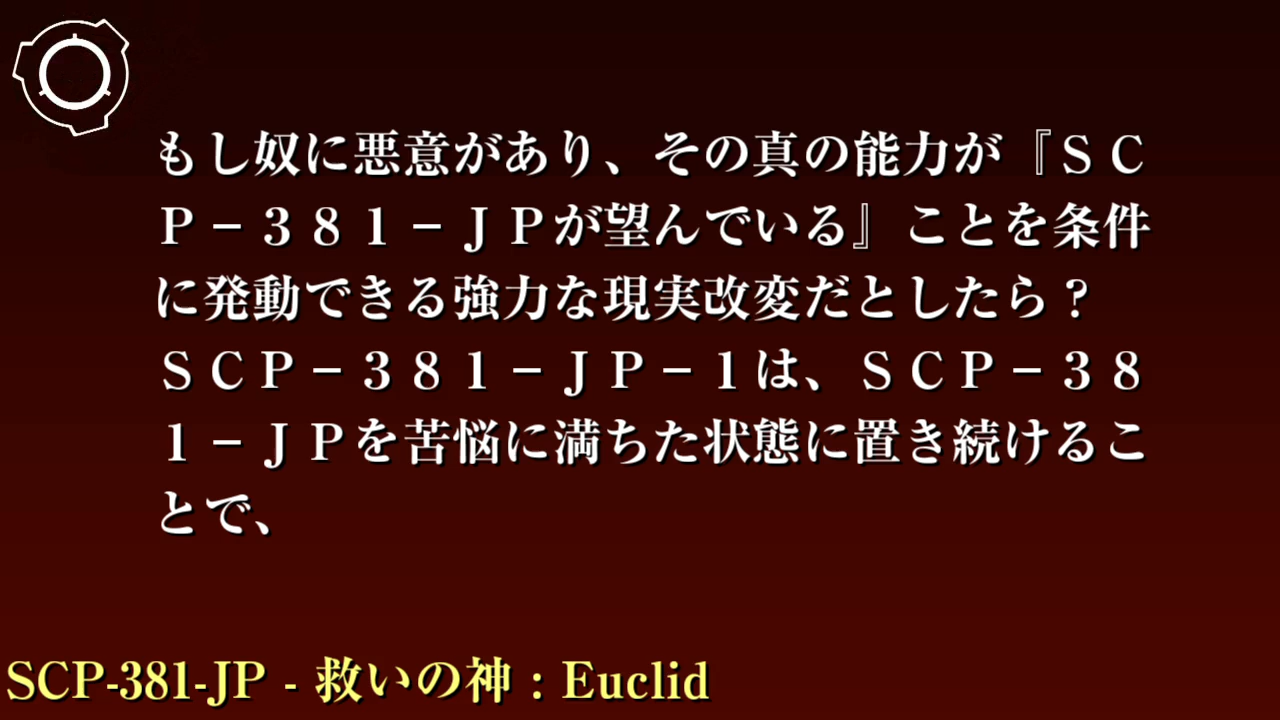 もし奴に悪意があり、その真の能力が『ＳＣ
Ｐ－３８１－ＪＰが望んでいる』ことを条件
に発動できる強力な現実改変だとしたら？
ＳＣＰ－３８１－ＪＰ－１は、ＳＣＰ－３８
１－ＪＰを苦悩に満ちた状態に置き続けるこ
とで、
SCP-381-JP - 救いの神 : Euclid